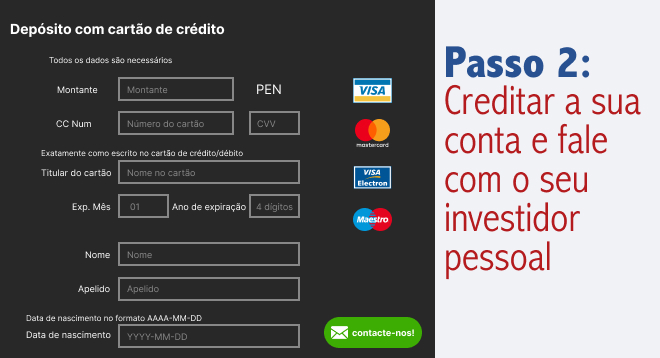 Depósito com cartão de crédito
Todos os dados são necessários
Montante Montante PEN
CC Num Número do cartão CVV
Exatamente como escrito no cartão de crédito/débito
Titular do cartão Nome no cartão
Exp. Mês 01 Ano de expiração 4 dígitos
Nome Nome
Apelido Apelido
Data de nascimento no formato AAAA-MM-DD
Data de nascimento YYYY-MM-DD
VISA
mastercard
VISA
Electron
Maestro
contacte-nos!
Passo 2:
Creditar a sua
conta e fale
com o seu
investidor
pessoal